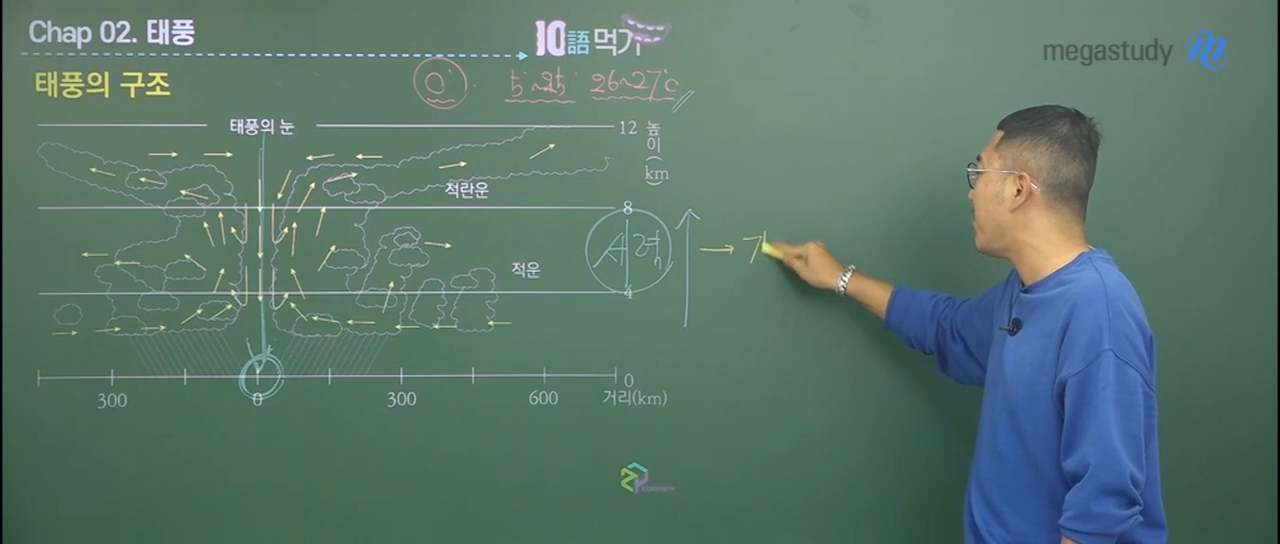 Chap 02. 태풍
10語 먹기
megastudy
태풍의 구조
0°
5~25 26~27℃
태풍의 눈
12
높이(km)
적란운
8
세력
적운
4
0
300
0
300
600
거리(km)